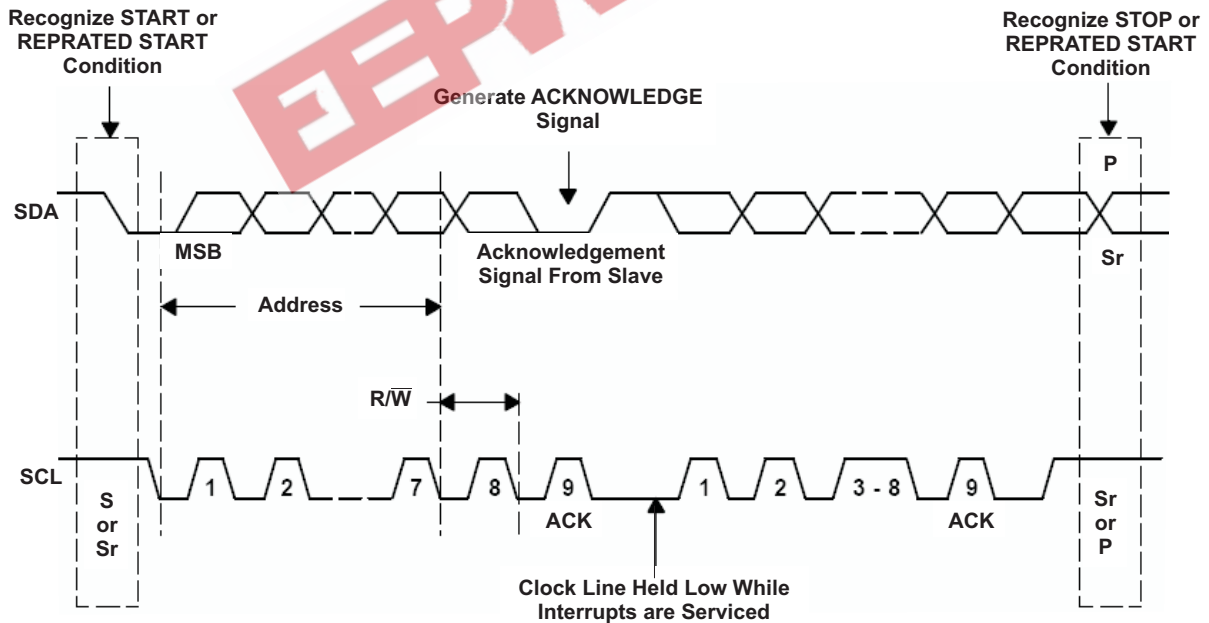 Recognize START or
REPRATED START
Condition
Recognize STOP or
REPRATED START
Condition
Generate ACKNOWLEDGE
Signal
P
SDA
MSB
Acknowledgement
Signal From Slave
Sr
Address
R/W̅
SCL
1
2
7
8
9
1
2
3 - 8
9
ACK
ACK
S
or
Sr
Sr
or
P
Clock Line Held Low While
Interrupts are Serviced